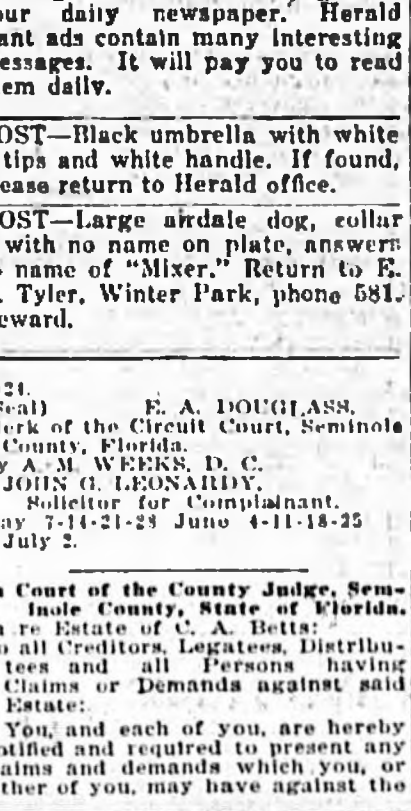 our daily newspaper. Herald
ant ads contain many interesting
essages. It will pay you to read
em daily.
OST—Black umbrella with white
tips and white handle. If found,
ease return to Herald office.
OST—Large airdale dog, collar
with no name on plate, answers
name of "Mixer." Return to E.
. Tyler, Winter Park, phone 581.
eward.
24.
Seal) E. A. DOUGLASS,
lerk of the Circuit Court, Seminole
County, Florida.
y A. M. WEEKS, D. C.
JOHN G. LEONARDY,
Solicitor for Complainant.
ay 7-14-21-28 June 4-11-18-25
July 2.
Court of the County Judge, Sem-
inole County, State of Florida.
re Estate of C. A. Betts:
o all Creditors, Legatees, Distribu-
tees and all Persons having
Claims or Demands against said
Estate:
You, and each of you, are hereby
otified and required to present any
aims and demands which you, or
ther of you, may have against the